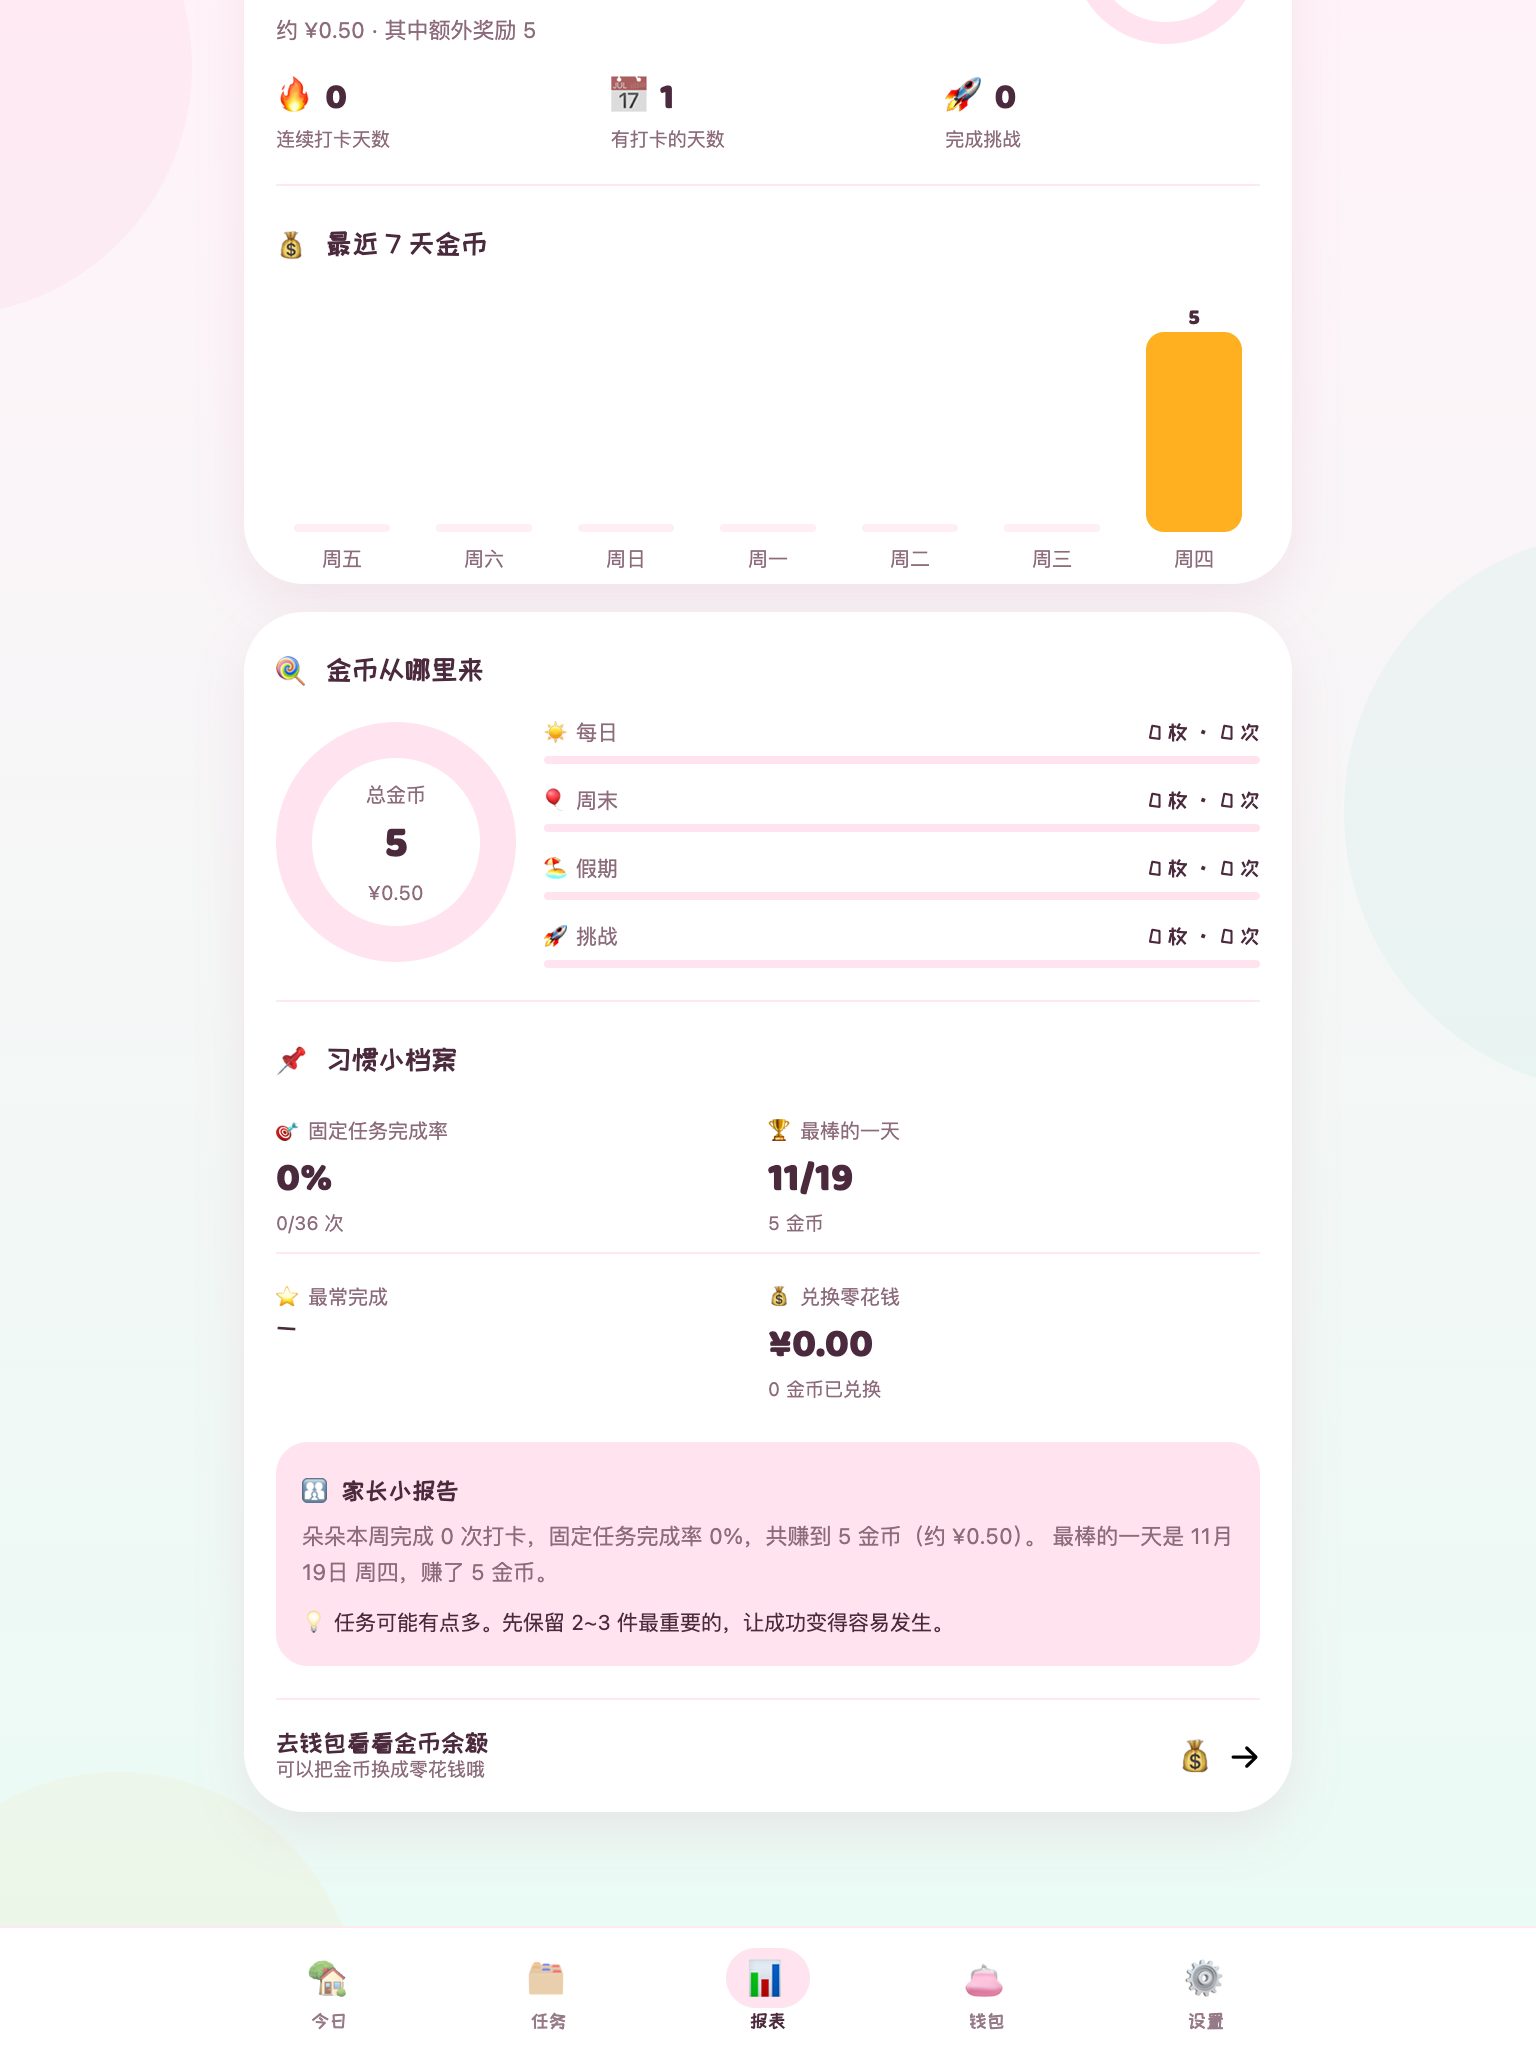 约 ¥0.50 · 其中额外奖励 5
0
1
0
连续打卡天数
有打卡的天数
完成挑战
最近 7 天金币
5
周五
周六
周日
周一
周二
周三
周四
金币从哪里来
总金币
5
¥0.50
每日
0 枚 · 0 次
周末
0 枚 · 0 次
假期
0 枚 · 0 次
挑战
0 枚 · 0 次
习惯小档案
固定任务完成率
0%
0/36 次
最棒的一天
11/19
5 金币
最常完成
—
兑换零花钱
¥0.00
0 金币已兑换
家长小报告
朵朵本周完成 0 次打卡，固定任务完成率 0%，共赚到 5 金币（约 ¥0.50）。 最棒的一天是 11月
19日 周四，赚了 5 金币。
任务可能有点多。先保留 2~3 件最重要的，让成功变得容易发生。
去钱包看看金币余额
可以把金币换成零花钱哦
今日
任务
报表
钱包
设置